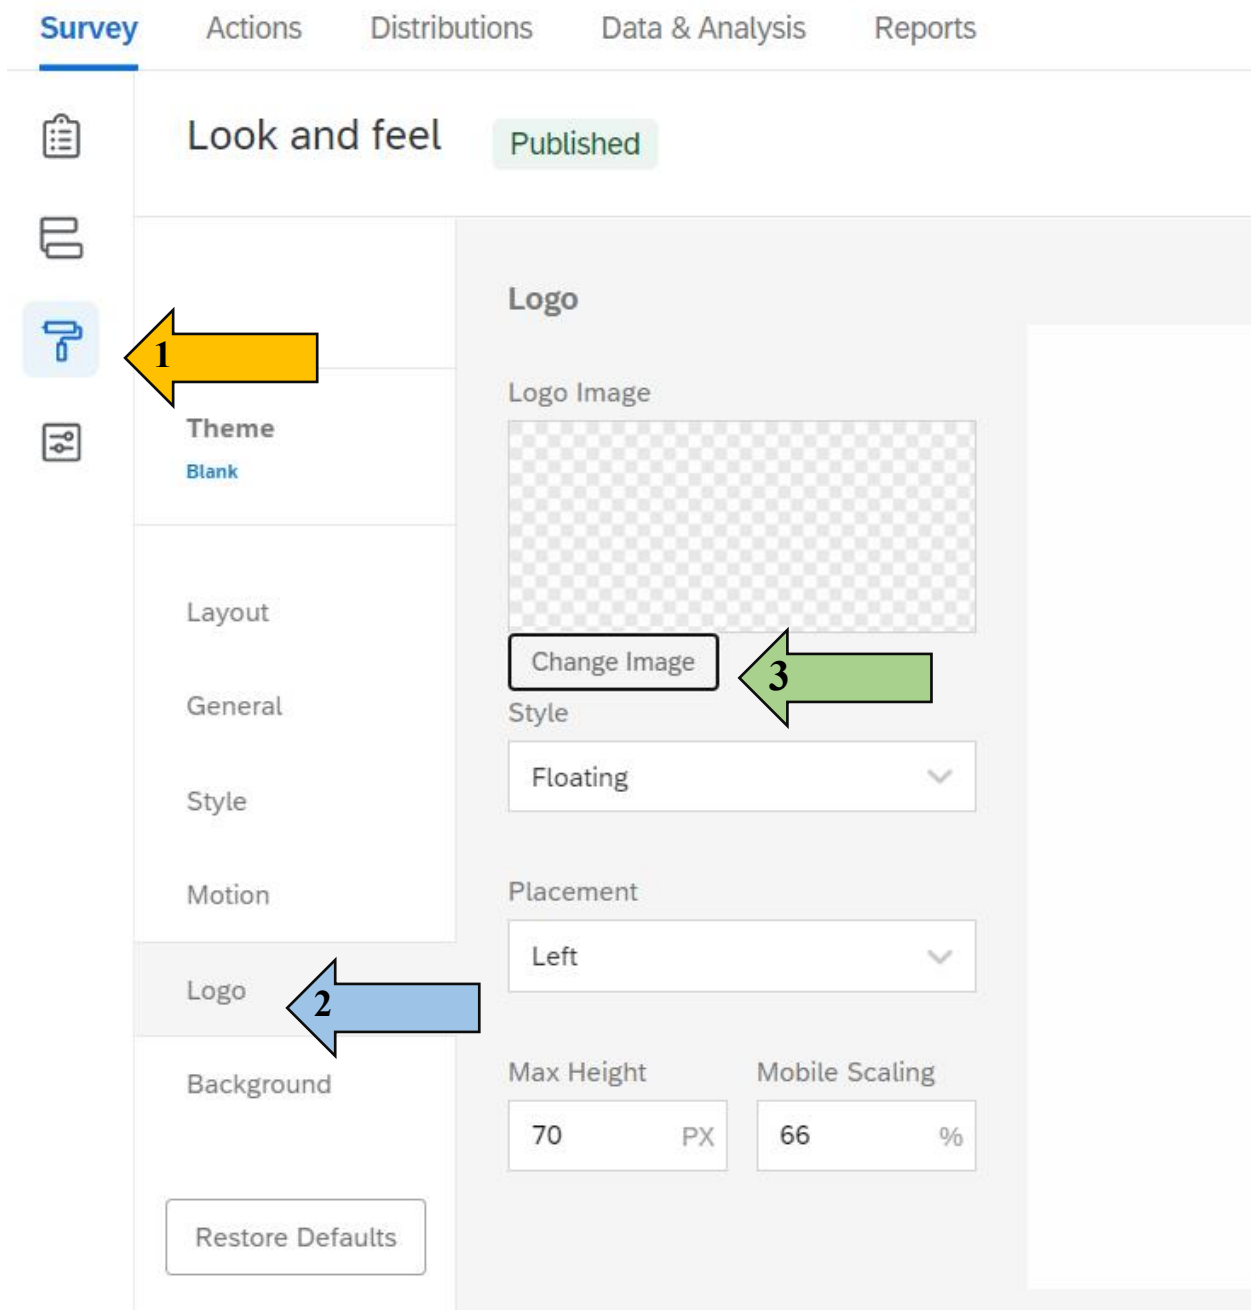 Survey Actions Distributions Data & Analysis Reports
Look and feel Published
1
Theme
Blank
Layout
General
Style
Motion
Logo
2
Background
Restore Defaults
Logo
Logo Image
Change Image
3
Style
Floating
Placement
Left
Max Height Mobile Scaling
70 PX 66 %